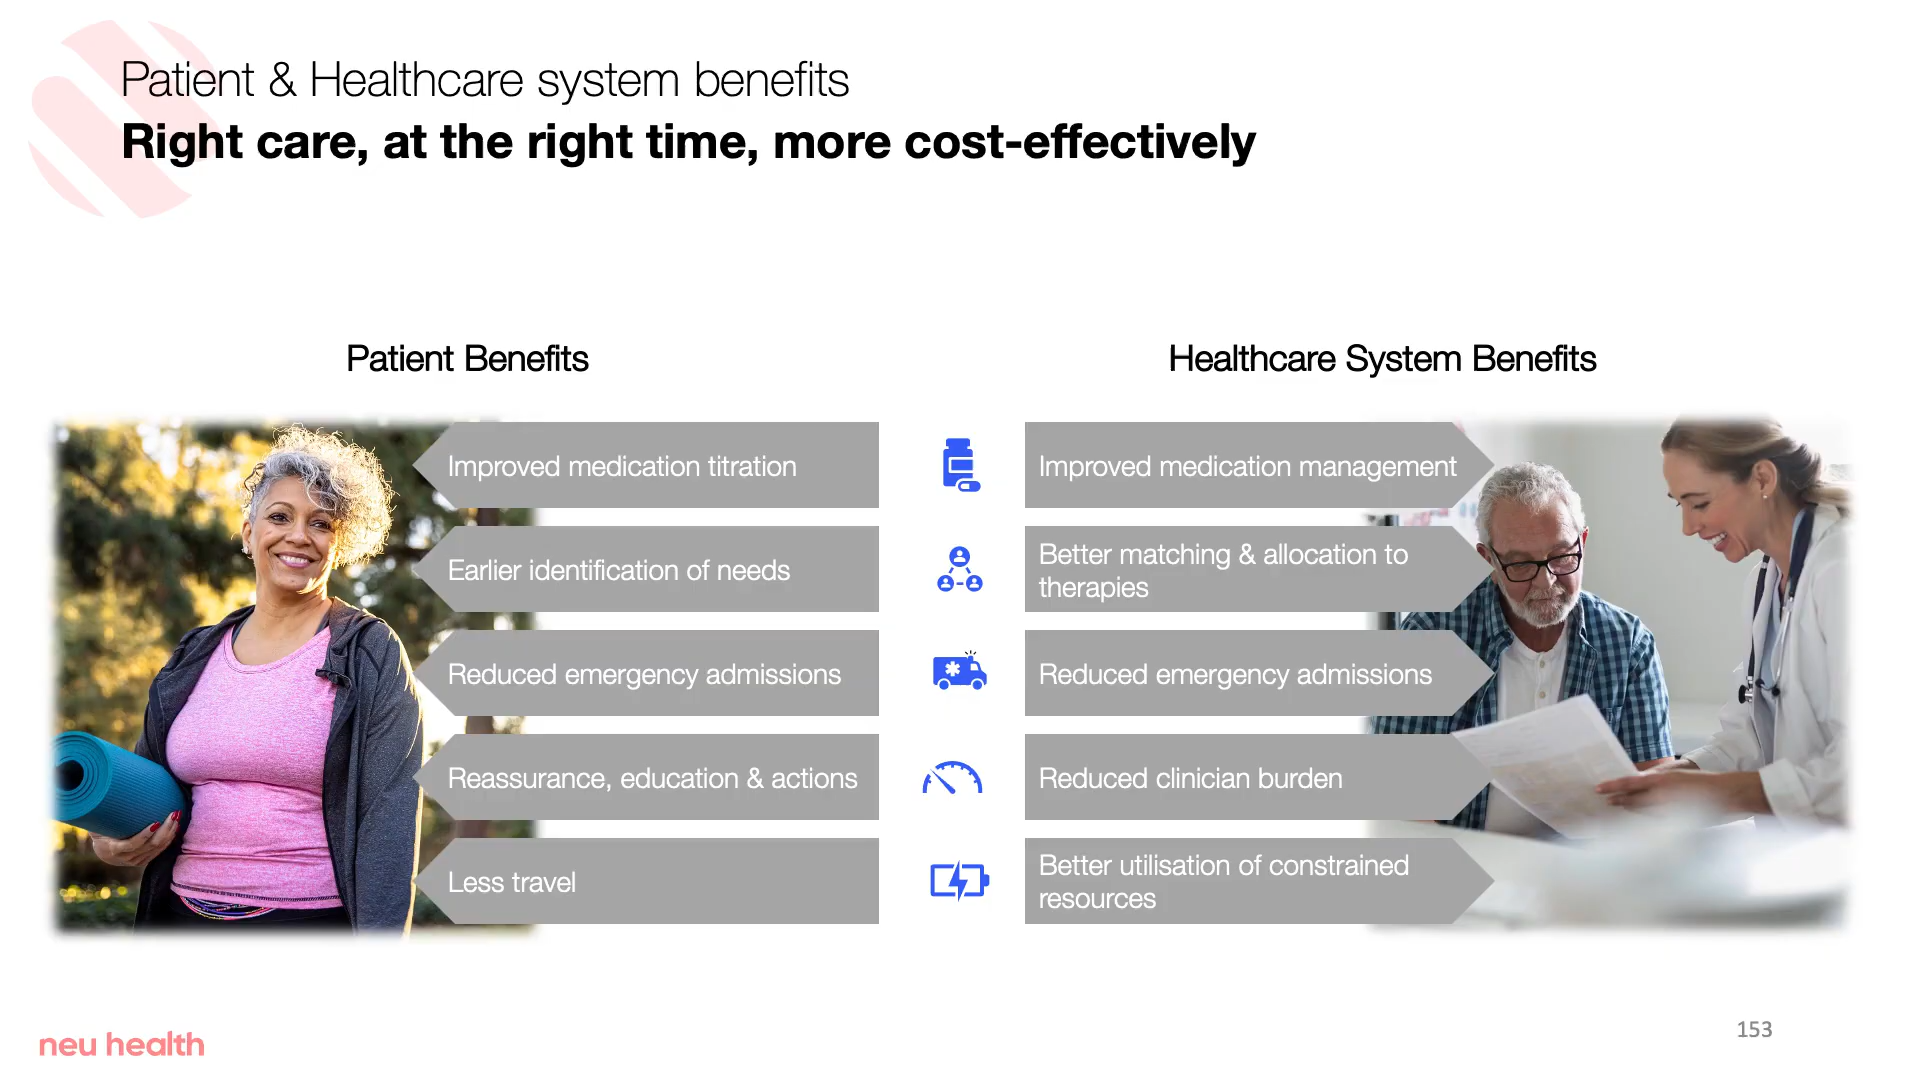 Patient & Healthcare system benefits
Right care, at the right time, more cost-effectively
Patient Benefits
Improved medication titration
Earlier identification of needs
Reduced emergency admissions
Reassurance, education & actions
Less travel
Healthcare System Benefits
Improved medication management
Better matching & allocation to
therapies
Reduced emergency admissions
Reduced clinician burden
Better utilisation of constrained
resources
neu health
153